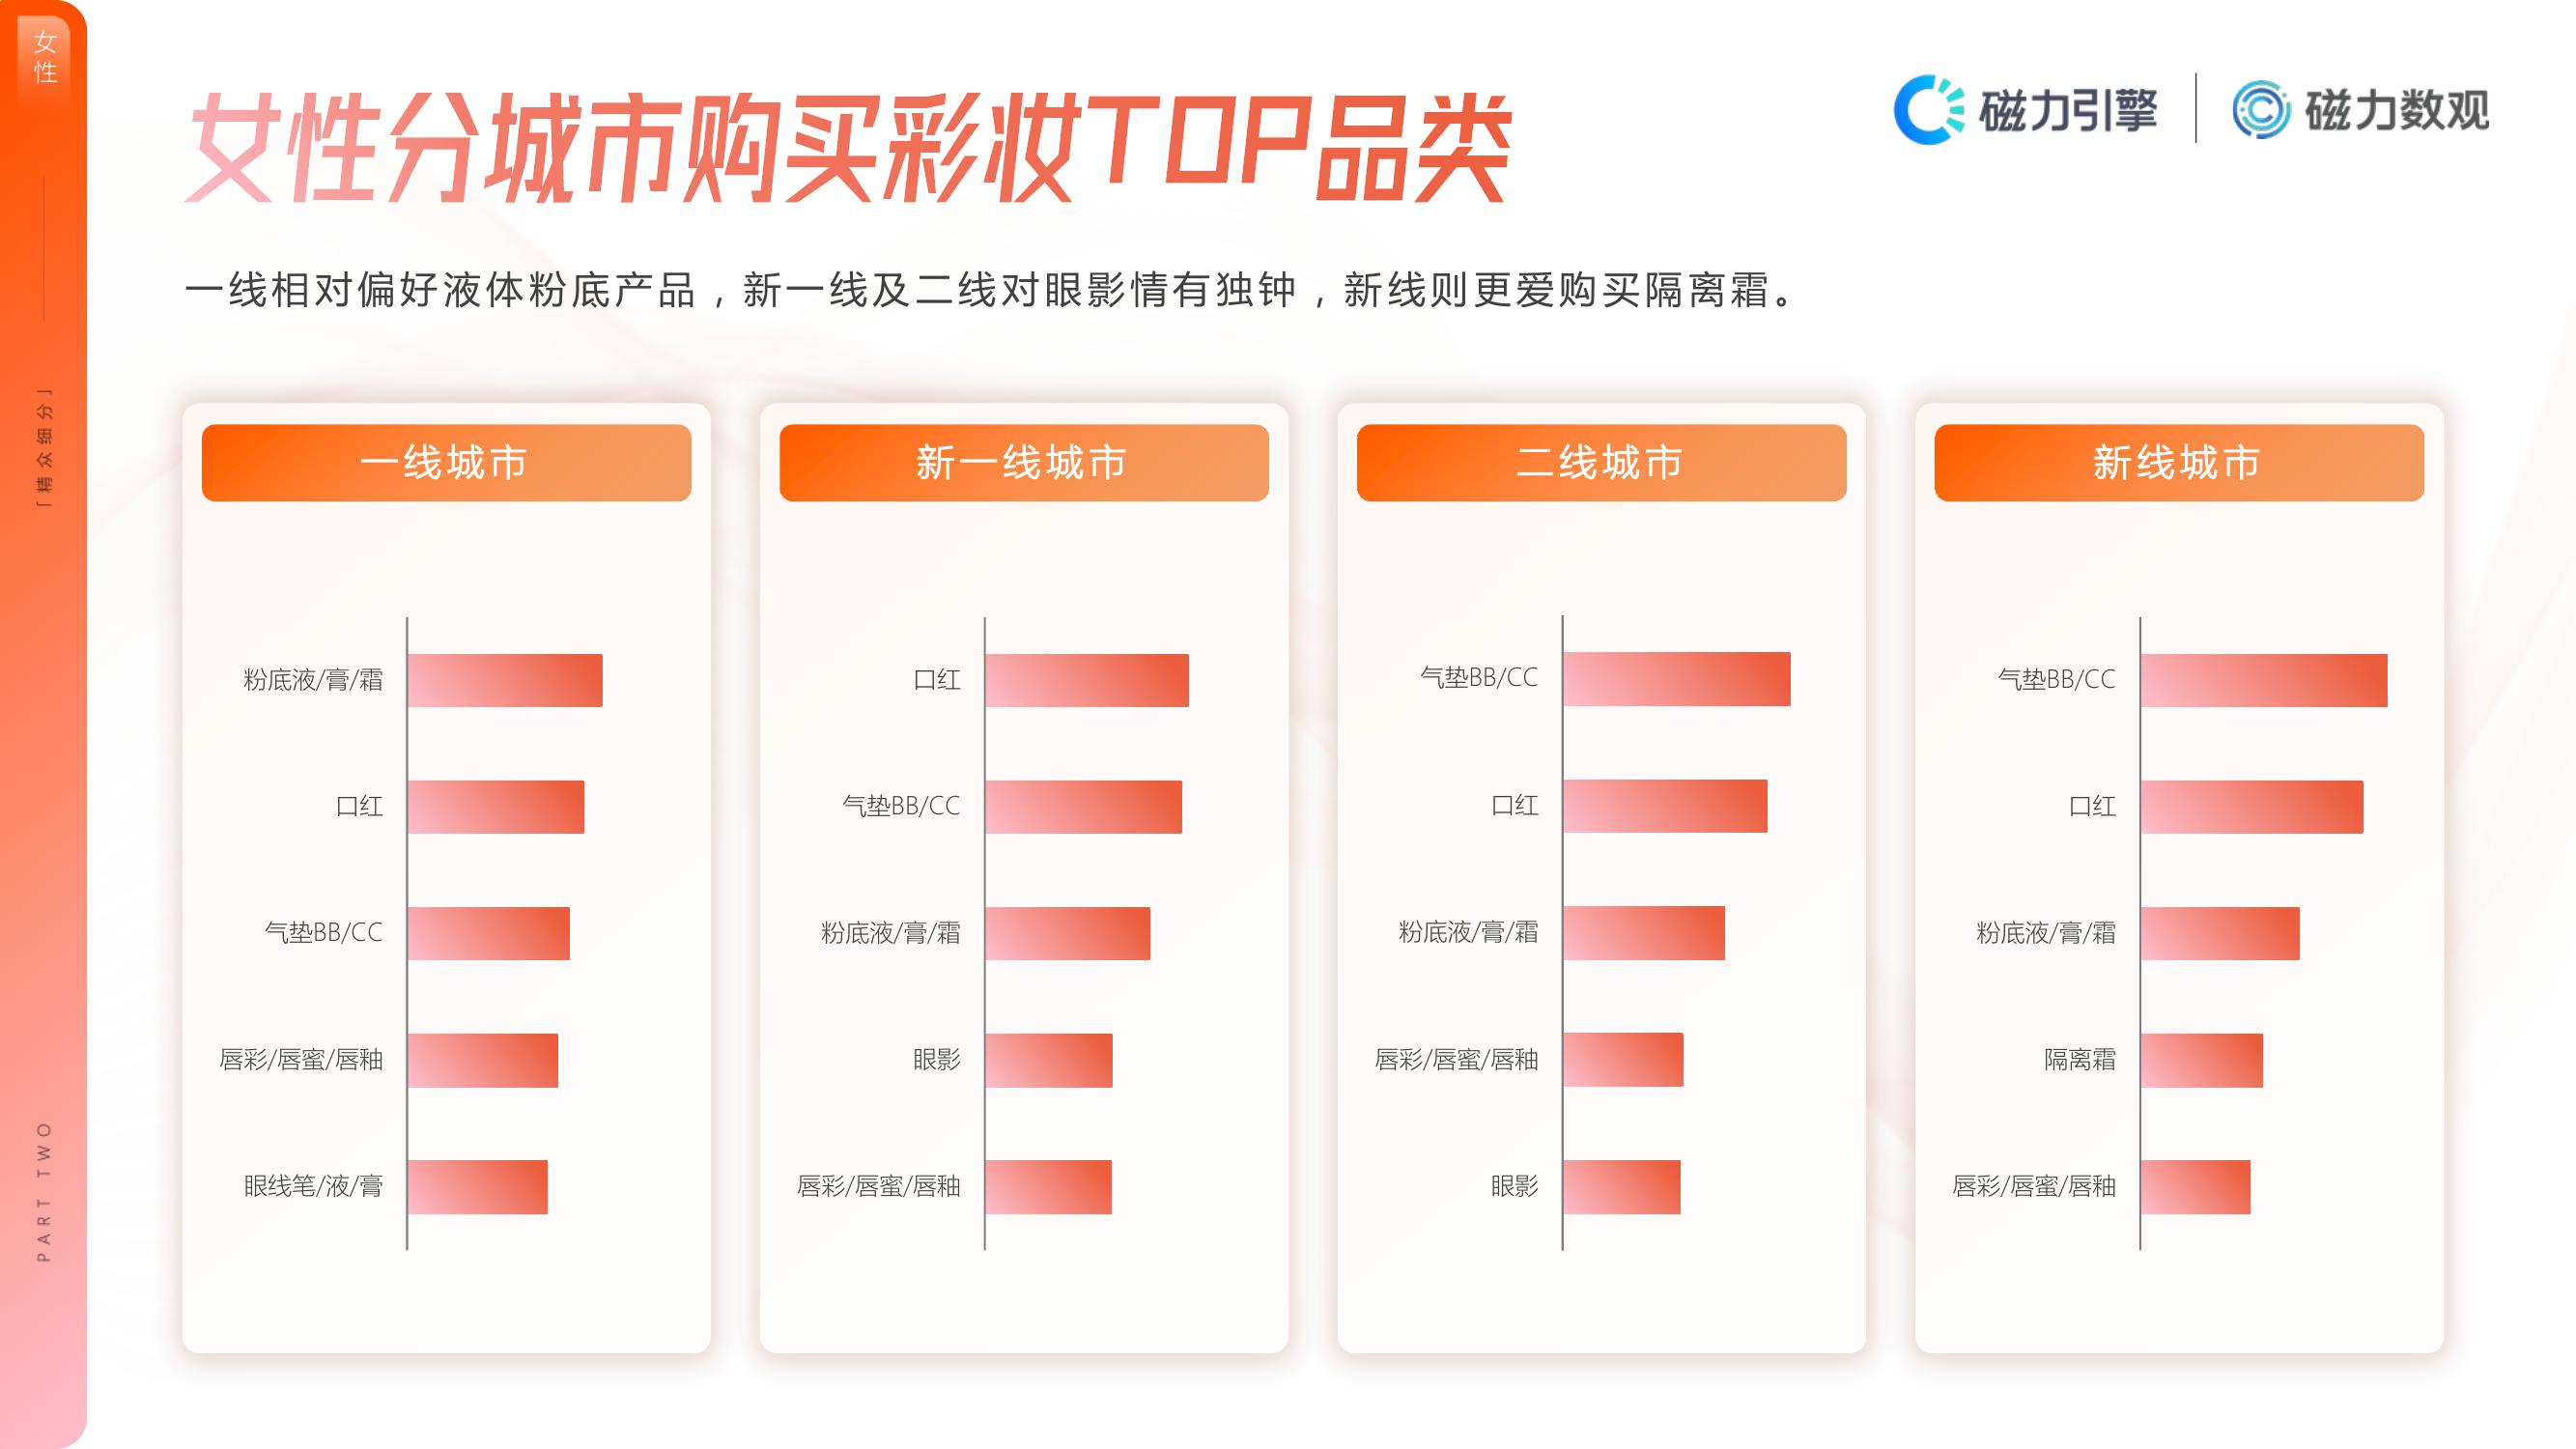 女性
「精众细分」
PART TWO
女性分城市购买彩妆TOP品类
磁力引擎
磁力数观
一线相对偏好液体粉底产品，新一线及二线对眼影情有独钟，新线则更爱购买隔离霜。
一线城市
粉底液/膏/霜
口红
气垫BB/CC
唇彩/唇蜜/唇釉
眼线笔/液/膏
新一线城市
口红
气垫BB/CC
粉底液/膏/霜
眼影
唇彩/唇蜜/唇釉
二线城市
气垫BB/CC
口红
粉底液/膏/霜
唇彩/唇蜜/唇釉
眼影
新线城市
气垫BB/CC
口红
粉底液/膏/霜
隔离霜
唇彩/唇蜜/唇釉